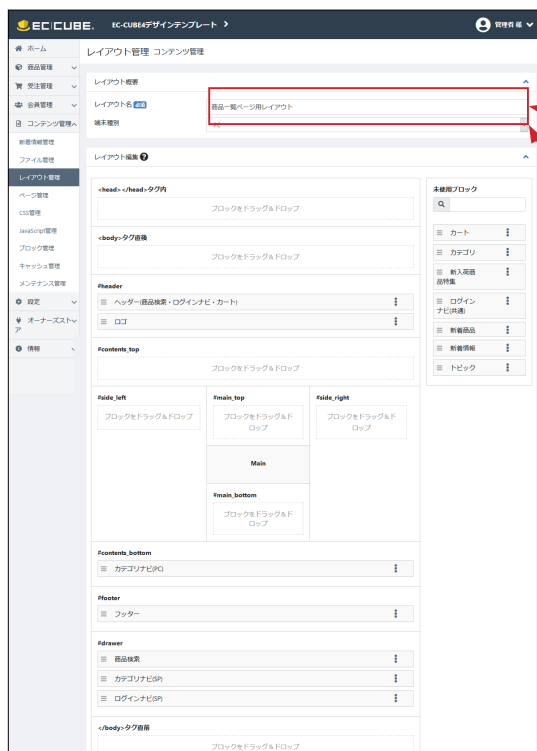 EC CUBE. EC-CUBE4デザインテンプレート 管理者 様
ホーム
商品管理
受注管理
会員管理
コンテンツ管理
新着情報管理
ファイル管理
レイアウト管理
ページ管理
CSS管理
JavaScript管理
ブロック管理
キャッシュ管理
メンテナンス管理
設定
オーナーズスト
ア
情報
レイアウト管理 コンテンツ管理
レイアウト概要
レイアウト名 必須 商品一覧ページ用レイアウト
端末種別 PC
レイアウト編集
<head></head>タグ内
ブロックをドラッグ&ドロップ
<body>タグ直後
ブロックをドラッグ&ドロップ
#header
ヘッダー(商品検索・ログインナビ・カート)
ロゴ
#contents_top
ブロックをドラッグ&ドロップ
#side_left
ブロックをドラッグ&ドロップ
#main_top
ブロックをドラッグ&ド
ロップ
Main
#main_bottom
ブロックをドラッグ&ド
ロップ
#side_right
ブロックをドラッグ&ド
ロップ
#contents_bottom
カテゴリナビ(PC)
#footer
フッター
#drawer
商品検索
カテゴリナビ(SP)
ログインナビ(SP)
</body>タグ直前
ブロックをドラッグ&ドロップ
未使用ブロック
カート
カテゴリ
新入荷商
品特集
ログイン
ナビ(共通)
新着商品
新着情報
トピック